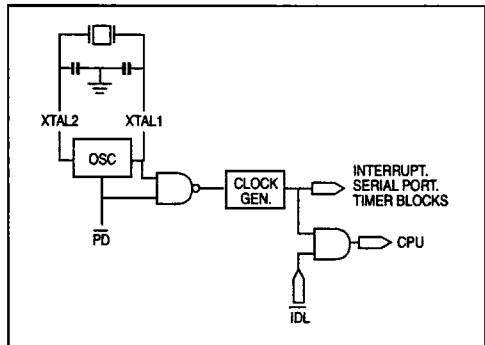 XTAL2
XTAL1
OSC
CLOCK
GEN.
INTERRUPT.
SERIAL PORT.
TIMER BLOCKS
CPU
PD
IDL